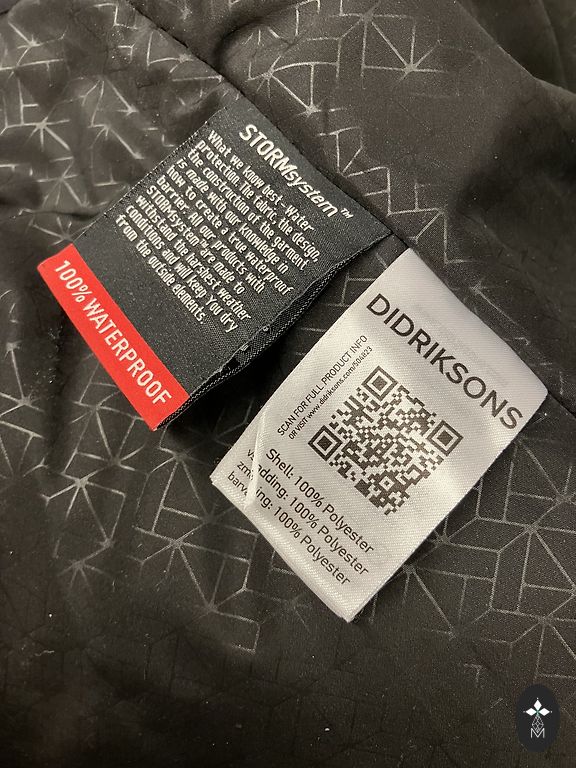 STORMsystem™
What we know best- Water
protection. The fabric, the design,
the construction of the garment
is made with our knowledge in
how to create a true waterproof
barrier. All our products with
STORMsystem™ are made to
withstand the harshest weather
conditions and will keep You dry
from the outside elements.
100% WATERPROOF
DIDRIKSONS
SCAN FOR FULL PRODUCT INFO
OR VISIT www.didriksons.com/504823
Shell: 100% Polyester
adding: 100% Polyester
100% Polyester
M